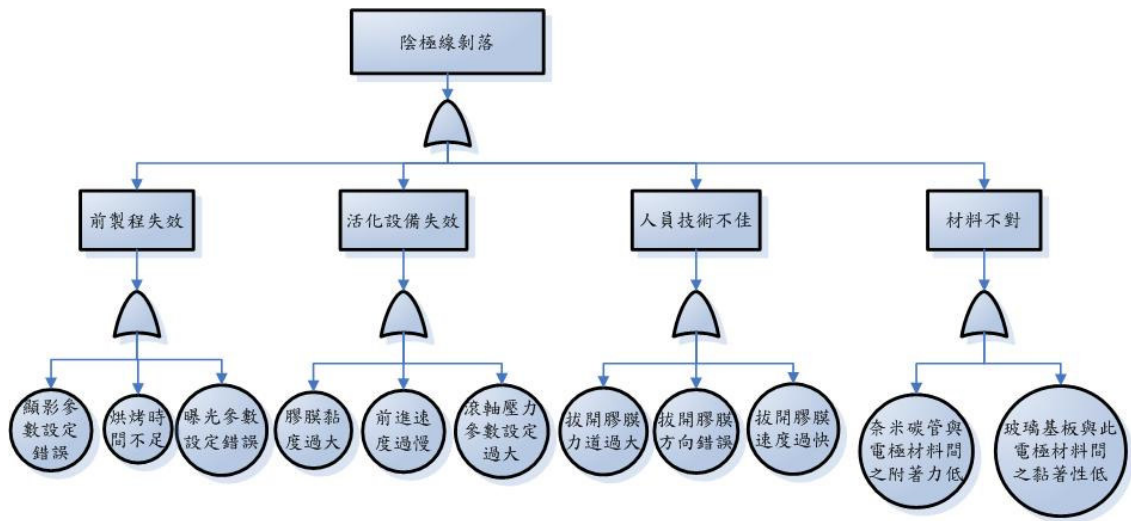 陰極線剝落
前製程失效
活化設備失效
人員技術不佳
材料不對
顯影參
數設定
錯誤
烘烤時
間不足
曝光參數
設定錯誤
膠膜黏
度過大
前進速
度過慢
滾軸壓力
參數設定
過大
拔開膠膜
力道過大
拔開膠膜
方向錯誤
拔開膠膜
速度過快
奈米碳管與
電極材料間
之附著力低
玻璃基板與此
電極材料間
之黏著性低